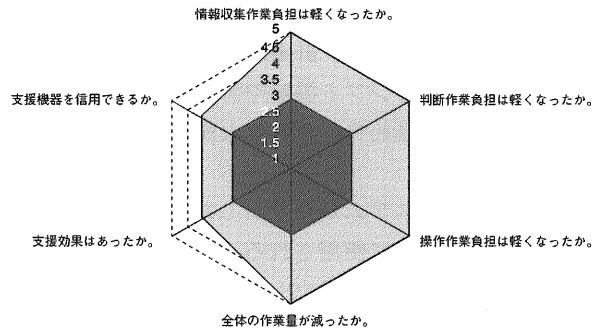 情報収集作業負担は軽くなったか。
5
4.5
4
3.5
3
2.5
2
1.5
1
支援機器を信用できるか。
判断作業負担は軽くなったか。
支援効果はあったか。
操作作業負担は軽くなったか。
全体の作業量が減ったか。